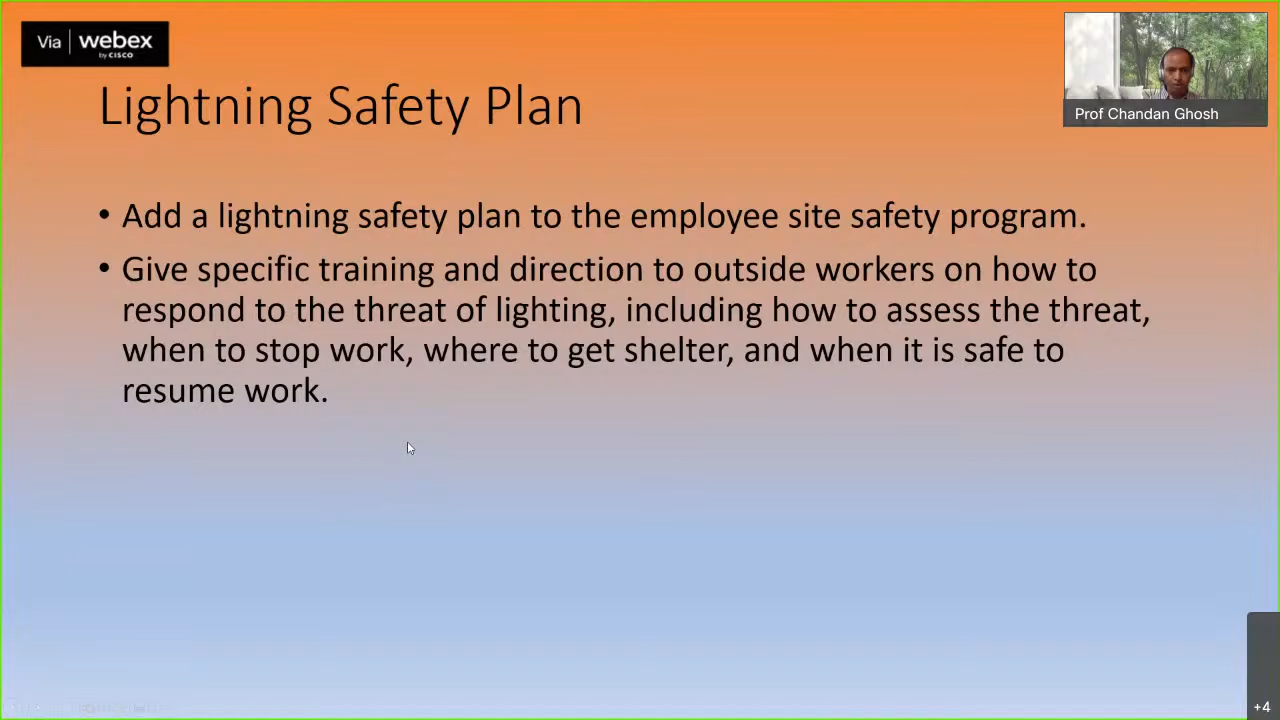 Via | webex
by CISCO
Prof Chandan Ghosh
Lightning Safety Plan
• Add a lightning safety plan to the employee site safety program.
• Give specific training and direction to outside workers on how to
respond to the threat of lighting, including how to assess the threat,
when to stop work, where to get shelter, and when it is safe to
resume work.
+4